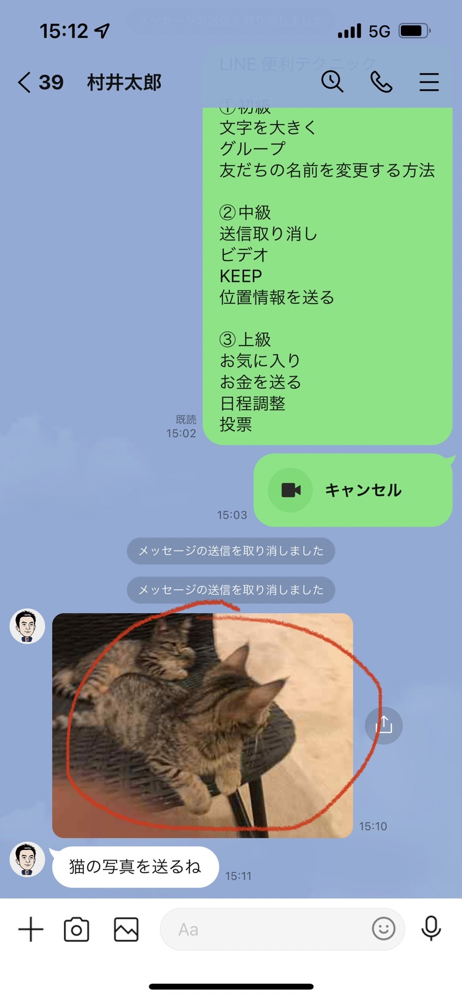 メッセージの送信を取り消しました
15:12
5G
39 村井太郎
LINE 便利テクニック
①初級
文字を大きく
グループ
友だちの名前を変更する方法
②中級
送信取り消し
ビデオ
KEEP
位置情報を送る
③上級
お気に入り
お金を送る
日程調整
投票
既読
15:02
キャンセル
15:03
メッセージの送信を取り消しました
メッセージの送信を取り消しました
15:10
猫の写真を送るね
15:11
Aa